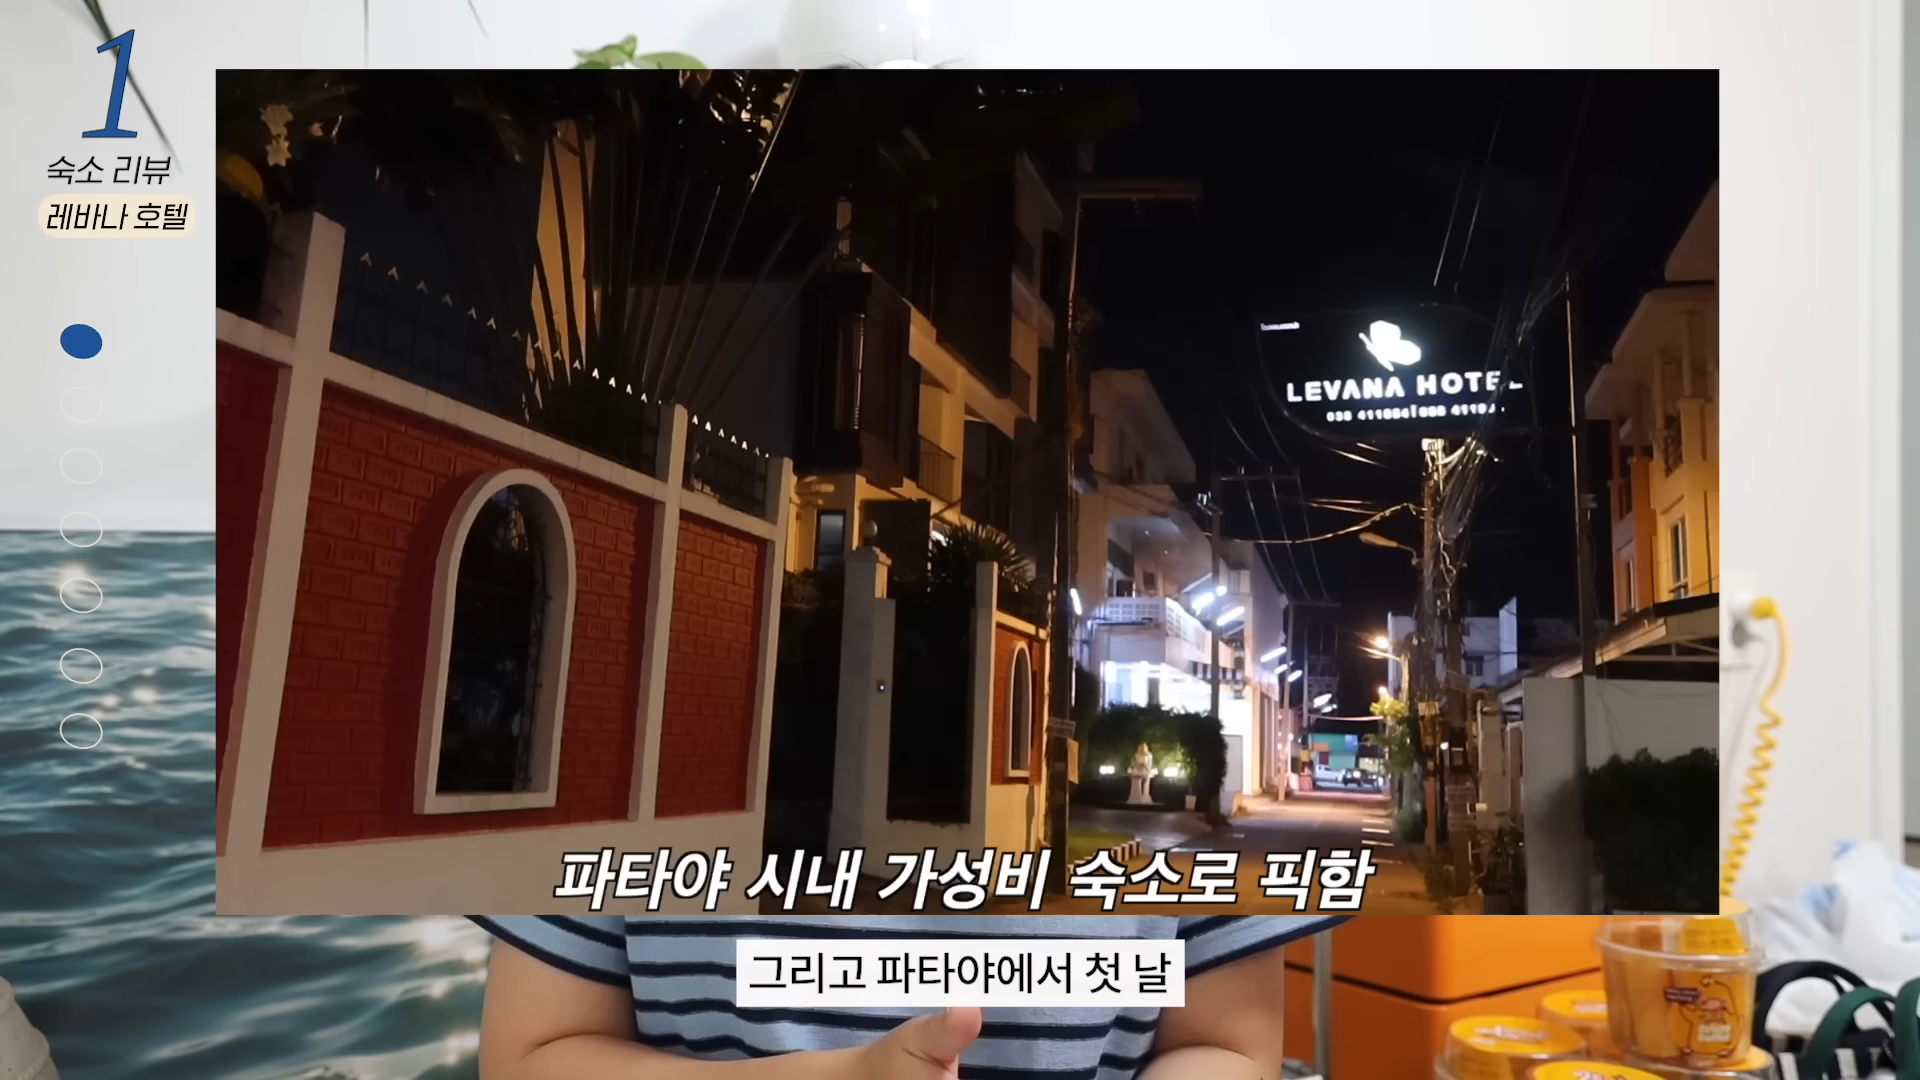 1
숙소 리뷰
레바나 호텔
LEVANA HOTEL
파타야 시내 가성비 숙소로 픽함
그리고 파타야에서 첫 날